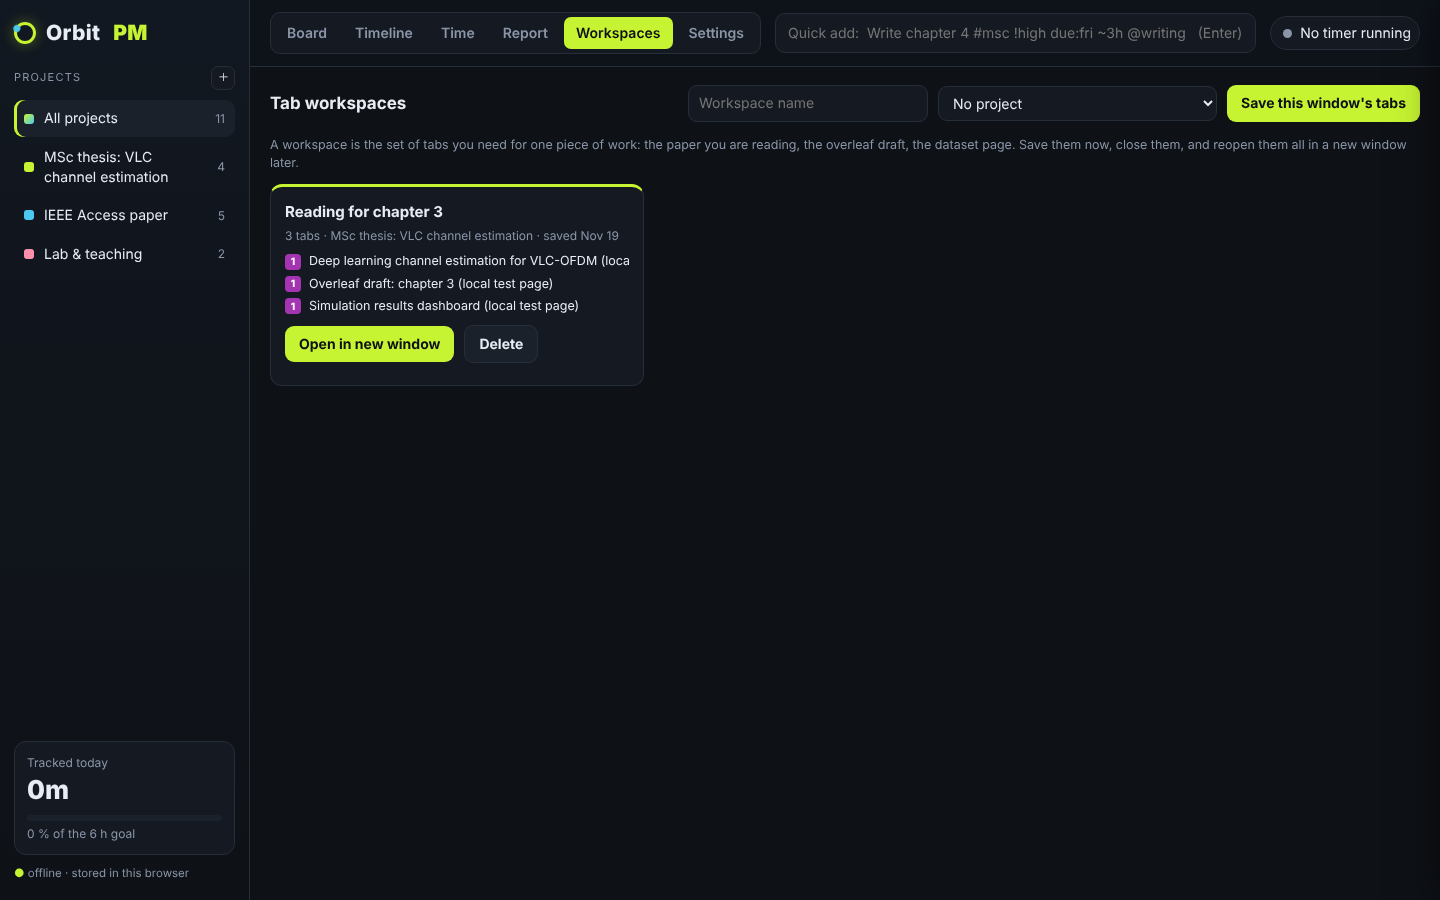 Orbit PM
PROJECTS
+
All projects 11
MSc thesis: VLC
channel estimation 4
IEEE Access paper 5
Lab & teaching 2
Tracked today
0m
0 % of the 6 h goal
offline · stored in this browser
Board Timeline Time Report Workspaces Settings
Quick add: Write chapter 4 #msc !high due:fri ~3h @writing (Enter)
No timer running
Tab workspaces
Workspace name
No project
Save this window's tabs
A workspace is the set of tabs you need for one piece of work: the paper you are reading, the overleaf draft, the dataset page. Save them now, close them, and reopen them all in a new window
later.
Reading for chapter 3
3 tabs · MSc thesis: VLC channel estimation · saved Nov 19
1 Deep learning channel estimation for VLC-OFDM (loca
1 Overleaf draft: chapter 3 (local test page)
1 Simulation results dashboard (local test page)
Open in new window Delete